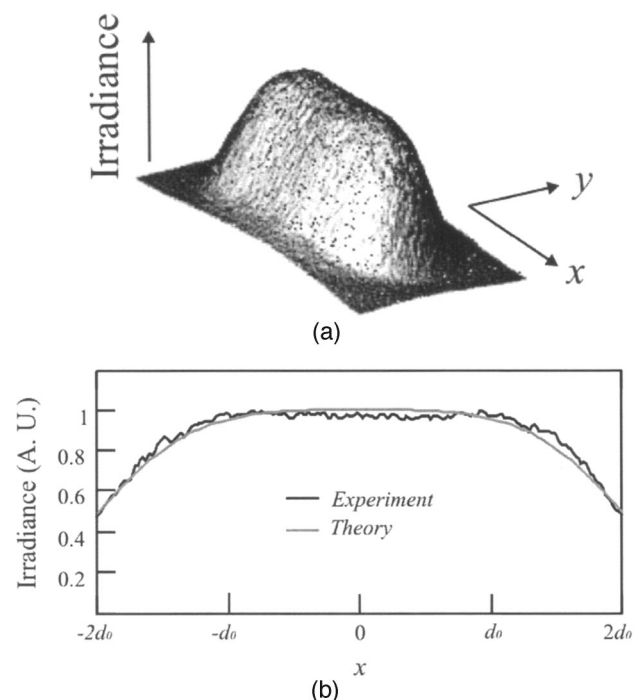 Irradiance
y
x
(a)
Irradiance (A. U.)
1
0.8
0.6
0.4
0.2
Experiment
Theory
-2d₀
-d₀
0
d₀
2d₀
x
(b)